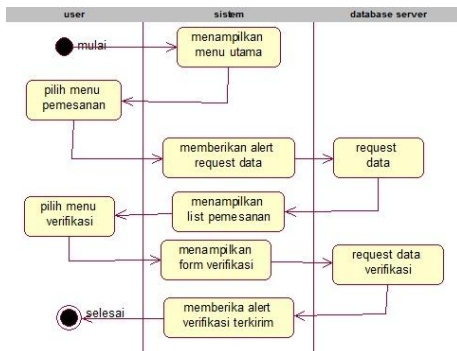 user sistem database server
mulai
menampilkan
menu utama
pilih menu
pemesanan
memberikan alert
request data
request
data
menampilkan
list pemesanan
pilih menu
verifikasi
menampilkan
form verifikasi
request data
verifikasi
memberika alert
verifikasi terkirim
selesai